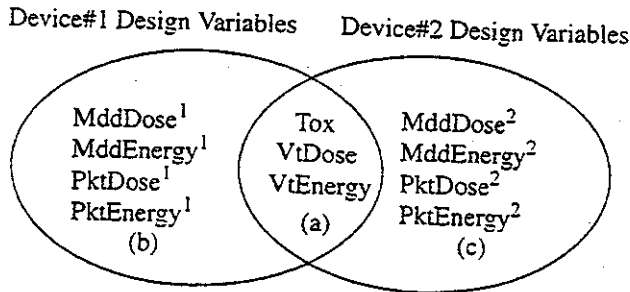 Device#1 Design Variables
Device#2 Design Variables
MddDose¹
MddEnergy¹
PktDose¹
PktEnergy¹
(b)
Tox
VtDose
VtEnergy
(a)
MddDose²
MddEnergy²
PktDose²
PktEnergy²
(c)